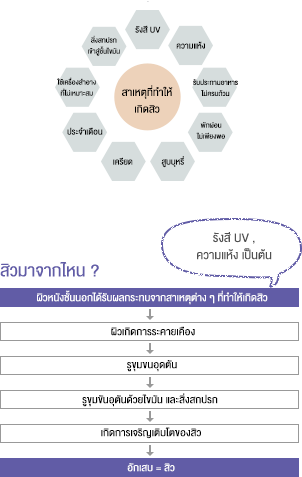 รังสี UV
ความแห้ง
รับประทานอาหาร
ไม่ครบถ้วน
พักผ่อน
ไม่เพียงพอ
สูบบุหรี่
เครียด
ประจำเดือน
ใช้เครื่องสำอาง
ที่ไม่เหมาะสม
สิ่งสกปรก
เข้าสู่ชั้นไขมัน
สาเหตุที่ทำให้
เกิดสิว
รังสี UV ,
ความแห้ง เป็นต้น
สิวมาจากไหน ?
ผิวหนังชั้นนอกได้รับผลกระทบจากสาเหตุต่าง ๆ ที่ทำให้เกิดสิว
ผิวเกิดการระคายเคือง
รูขุมขนอุดตัน
รูขุมขันอุดันด้วยไขมัน และสิ่งสกปรก
เกิดการเจริญเติบโตของสิว
อักเสบ = สิว